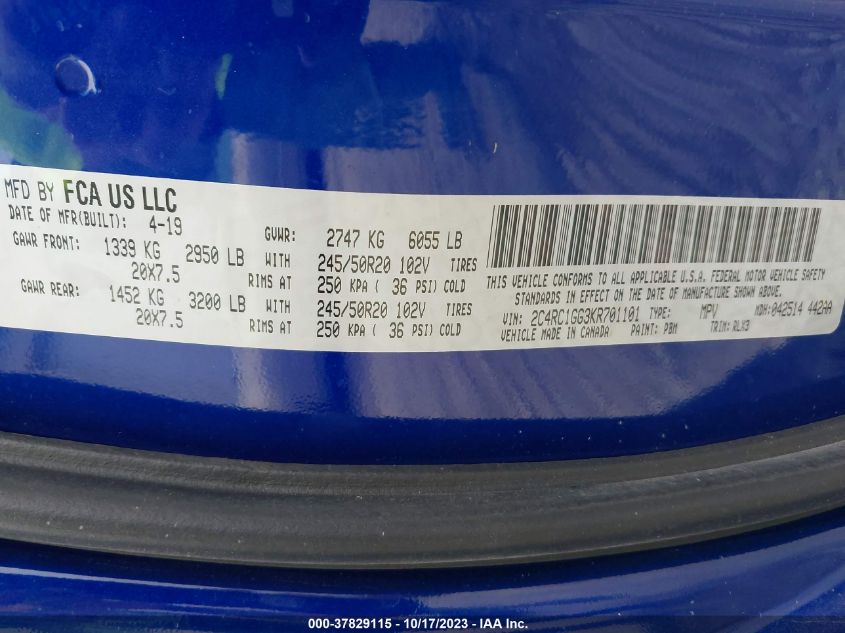 MFD BY FCA US LLC
DATE OF MFR(BUILT): 4-19 GVWR: 2747 KG 6055 LB
GAWR FRONT: 1339 KG 2950 LB WITH 245/50R20 102V TIRES
20X7.5 RIMS AT 250 KPA ( 36 PSI) COLD
GAWR REAR: 1452 KG 3200 LB WITH 245/50R20 102V TIRES
20X7.5 RIMS AT 250 KPA ( 36 PSI) COLD
THIS VEHICLE CONFORMS TO ALL APPLICABLE U.S.A. FEDERAL MOTOR VEHICLE SAFETY
STANDARDS IN EFFECT ON THE DATE OF MANUFACTURE SHOWN ABOVE.
VIN: 2C4RC1GG3KR701101 TYPE: MPV MDH:042514 442AA
VEHICLE MADE IN CANADA PAINT: PBM TRIM: RLX3
000-37829115 - 10/17/2023 - IAA Inc.